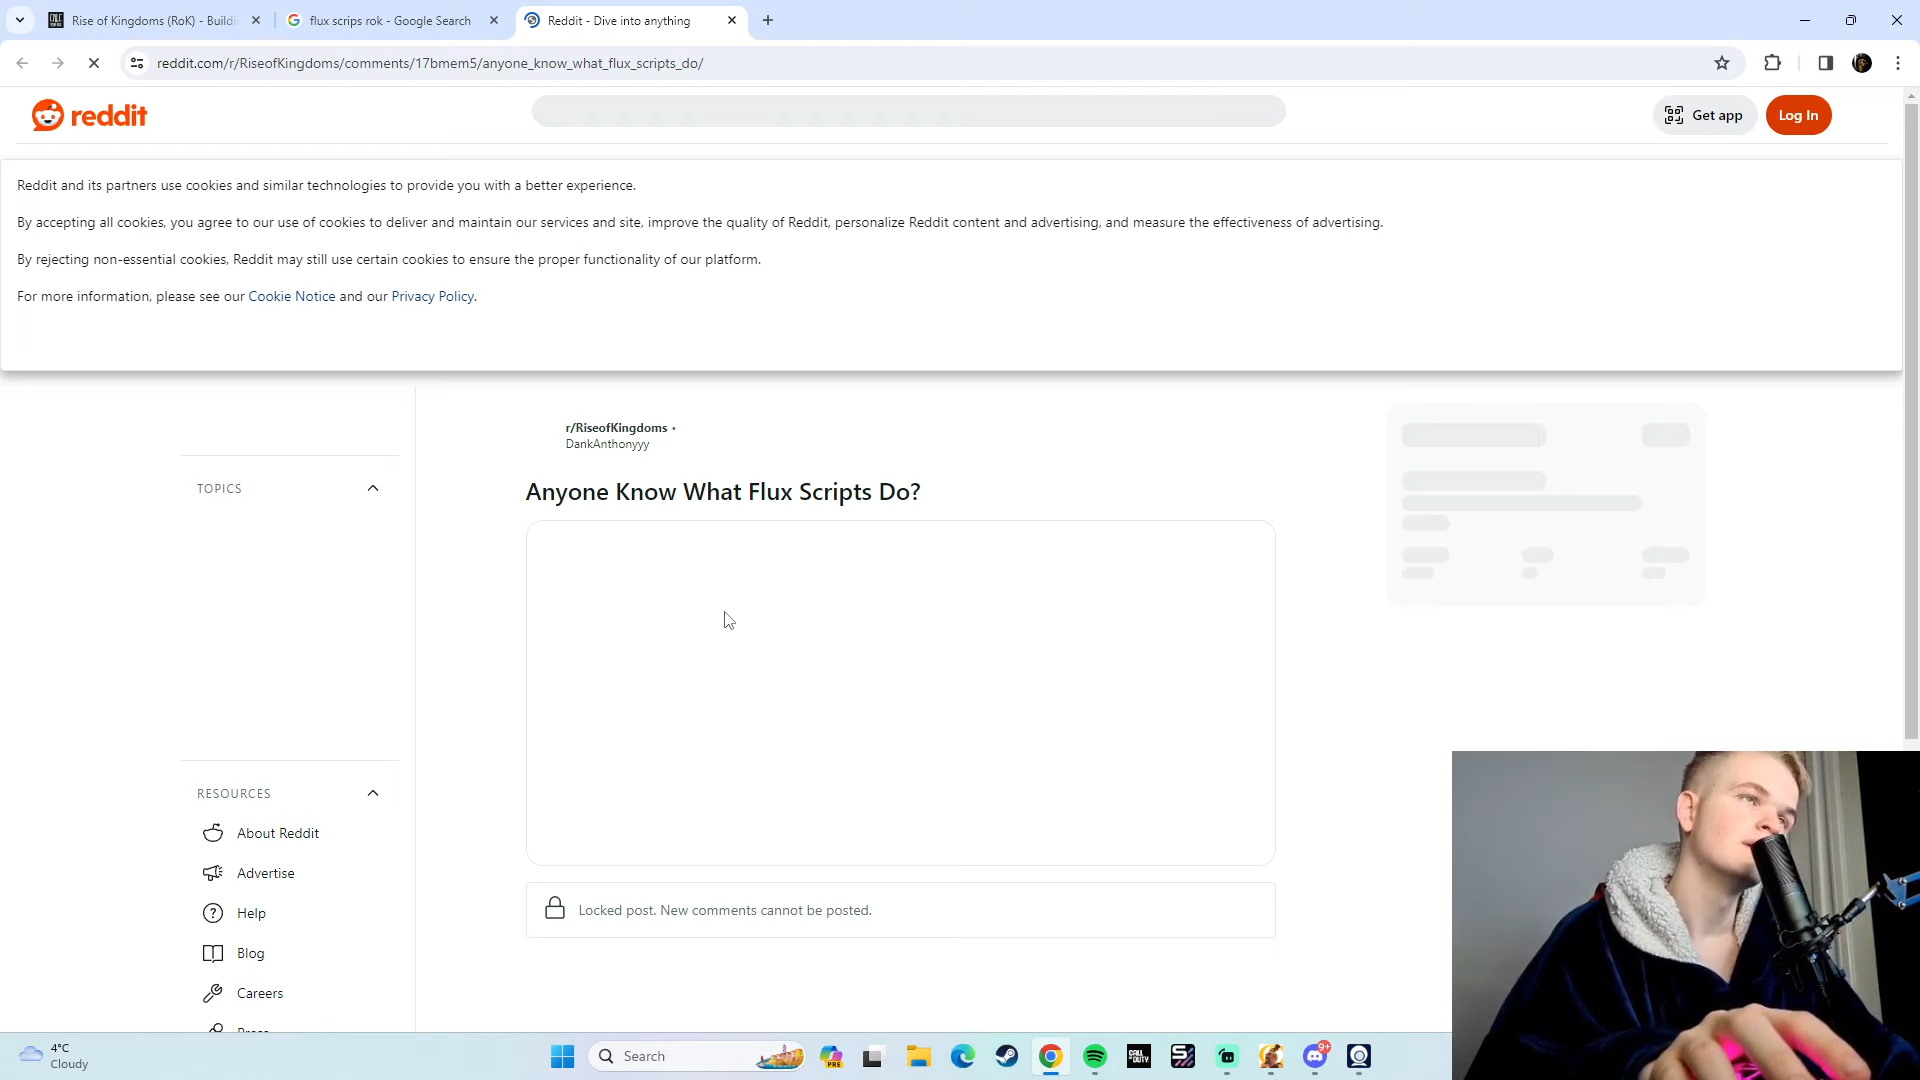 Rise of Kingdoms (RoK) - Buildi
flux scrips rok - Google Search
Reddit - Dive into anything
reddit.com/r/RiseofKingdoms/comments/17bmem5/anyone_know_what_flux_scripts_do/
reddit
Get app
Log In
Reddit and its partners use cookies and similar technologies to provide you with a better experience.
By accepting all cookies, you agree to our use of cookies to deliver and maintain our services and site, improve the quality of Reddit, personalize Reddit content and advertising, and measure the effectiveness of advertising.
By rejecting non-essential cookies, Reddit may still use certain cookies to ensure the proper functionality of our platform.
For more information, please see our Cookie Notice and our Privacy Policy.
r/RiseofKingdoms •
DankAnthonyyy
TOPICS
Anyone Know What Flux Scripts Do?
RESOURCES
About Reddit
Advertise
Locked post. New comments cannot be posted.
Help
Blog
Careers
Press
4°C
Cloudy
Search
PRE
CALL OF DUTY
9+